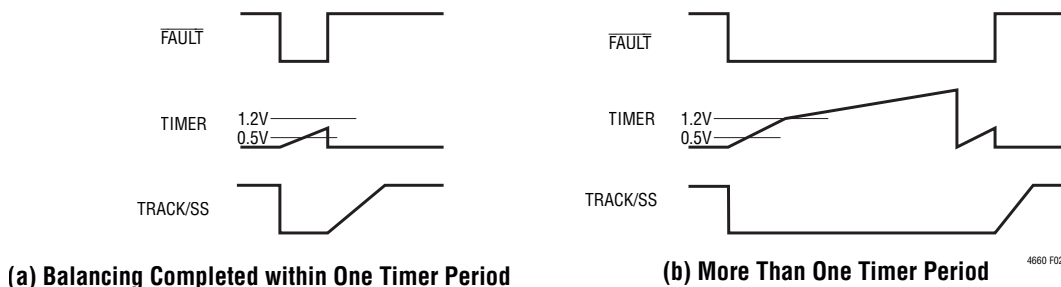 FAULT
TIMER
1.2V
0.5V
TRACK/SS
(a) Balancing Completed within One Timer Period
FAULT
TIMER
1.2V
0.5V
TRACK/SS
(b) More Than One Timer Period
4660 F02